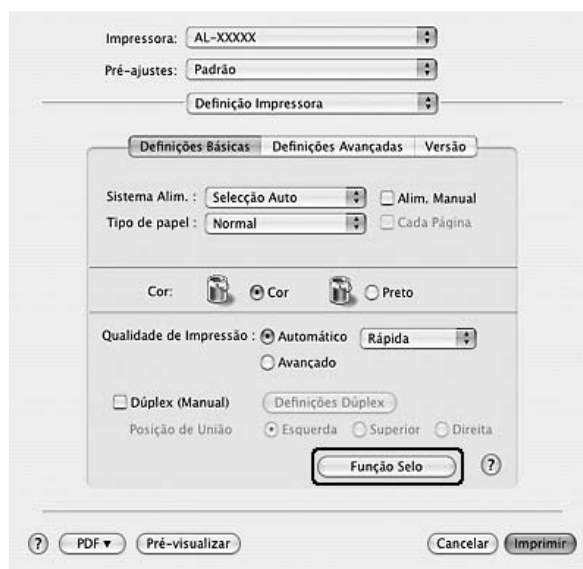 Impressora: AL-XXXXX
Pré-ajustes: Padrão
Definição Impressora
Definições Básicas Definições Avançadas Versão
Sistema Alim. : Selecção Auto Alim. Manual
Tipo de papel : Normal Cada Página
Cor: Cor Preto
Qualidade de Impressão : Automático Rápida
Avançado
Dúplex (Manual) Definições Dúplex
Posição de União Esquerda Superior Direita
Função Selo ?
? PDF ▼ Pré-visualizar Cancelar Imprimir